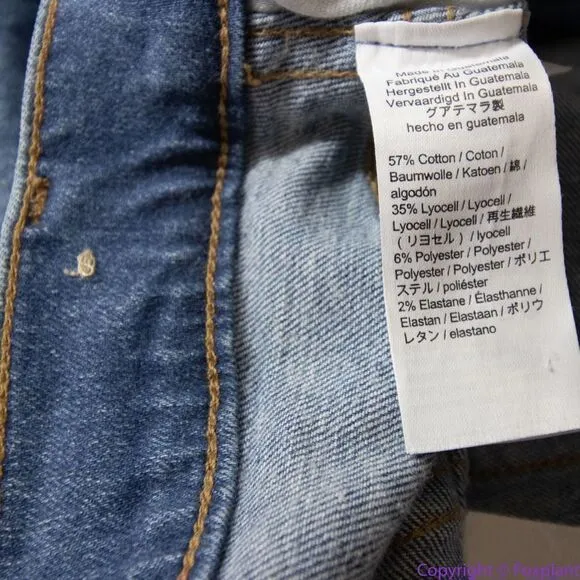 Made In Guatemala
Fabriqué Au Guatemala
Hergestellt In Guatemala
Vervaardigd In Guatemala
グアテマラ製
hecho en guatemala
57% Cotton / Coton /
Baumwolle / Katoen / 綿 /
algodón
35% Lyocell / Lyocell /
Lyocell / Lyocell / 再生繊維
(リヨセル) / lyocell
6% Polyester / Polyester /
Polyester / Polyester / ポリエ
ステル / poliéster
2% Elastane / Élasthanne /
Elastan / Elastaan / ポリウ
レタン / elastano
Copyright © Foxplant